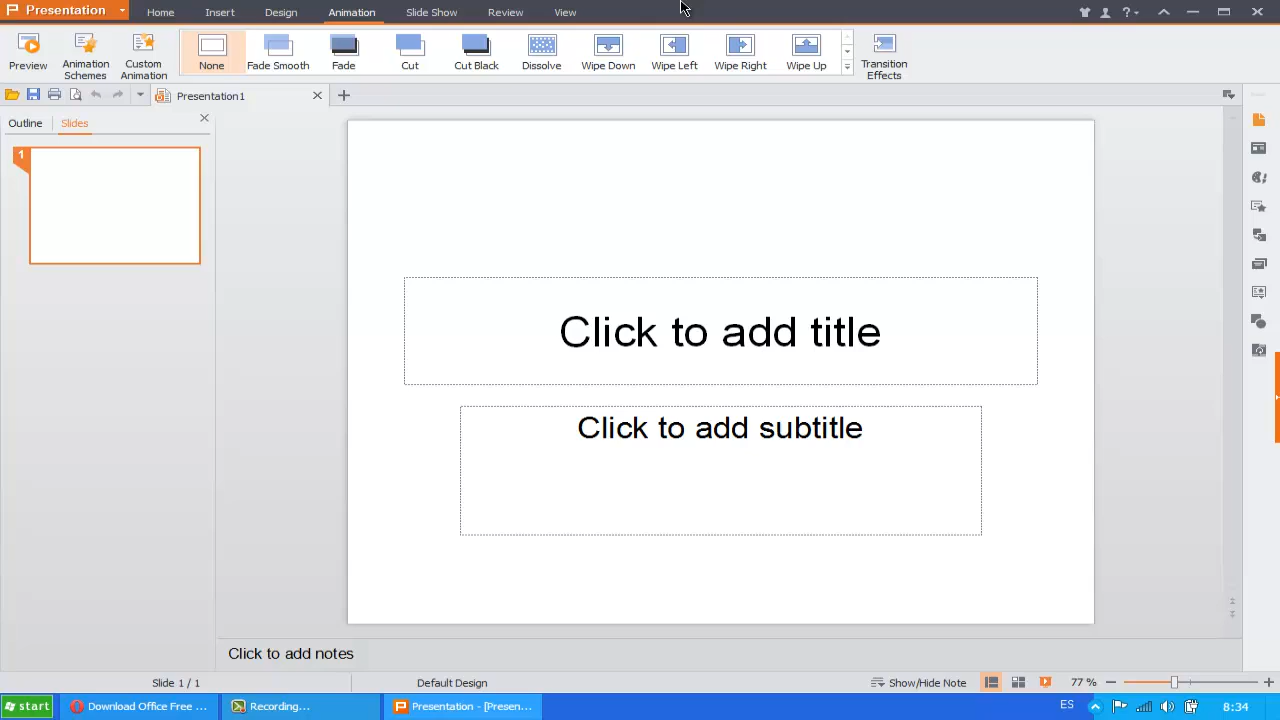 Presentation
Home Insert Design Animation Slide Show Review View
Preview Animation Schemes Custom Animation None Fade Smooth Fade Cut Cut Black Dissolve Wipe Down Wipe Left Wipe Right Wipe Up Transition Effects
Presentation1
Outline Slides
1
Click to add title
Click to add subtitle
Click to add notes
Slide 1 / 1 Default Design Show/Hide Note 77 %
start Download Office Free ... Recording... Presentation - [Presen... ES 8:34